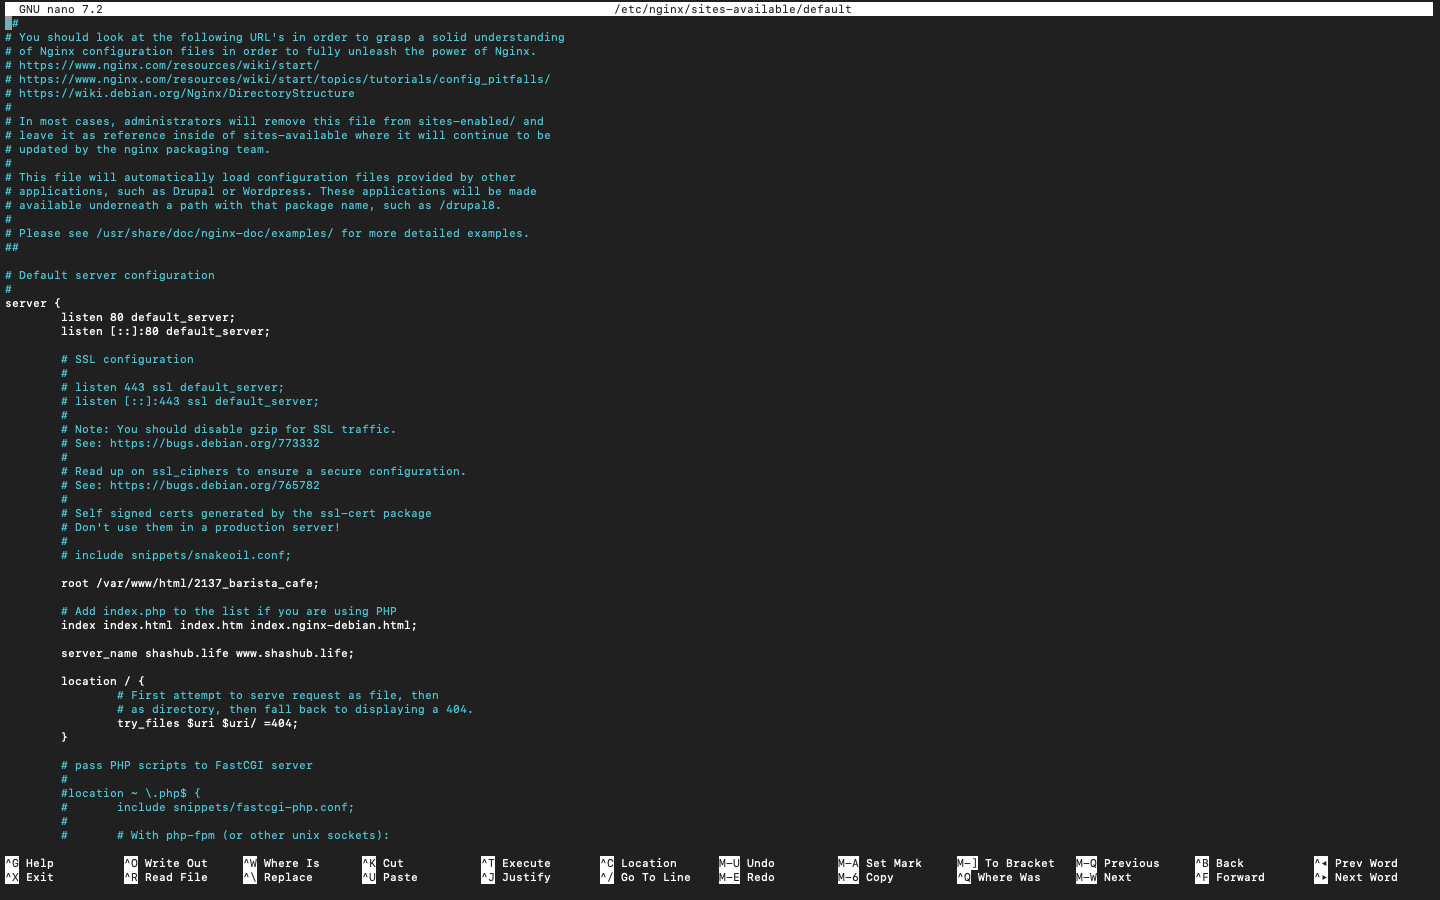 GNU nano 7.2 /etc/nginx/sites-available/default
##
# You should look at the following URL's in order to grasp a solid understanding
# of Nginx configuration files in order to fully unleash the power of Nginx.
# https://www.nginx.com/resources/wiki/start/
# https://www.nginx.com/resources/wiki/start/topics/tutorials/config_pitfalls/
# https://wiki.debian.org/Nginx/DirectoryStructure
#
# In most cases, administrators will remove this file from sites-enabled/ and
# leave it as reference inside of sites-available where it will continue to be
# updated by the nginx packaging team.
#
# This file will automatically load configuration files provided by other
# applications, such as Drupal or Wordpress. These applications will be made
# available underneath a path with that package name, such as /drupal8.
#
# Please see /usr/share/doc/nginx-doc/examples/ for more detailed examples.
##

# Default server configuration
#
server {
        listen 80 default_server;
        listen [::]:80 default_server;

        # SSL configuration
        #
        # listen 443 ssl default_server;
        # listen [::]:443 ssl default_server;
        #
        # Note: You should disable gzip for SSL traffic.
        # See: https://bugs.debian.org/773332
        #
        # Read up on ssl_ciphers to ensure a secure configuration.
        # See: https://bugs.debian.org/765782
        #
        # Self signed certs generated by the ssl-cert package
        # Don't use them in a production server!
        #
        # include snippets/snakeoil.conf;

        root /var/www/html/2137_barista_cafe;

        # Add index.php to the list if you are using PHP
        index index.html index.htm index.nginx-debian.html;

        server_name shashub.life www.shashub.life;

        location / {
                # First attempt to serve request as file, then
                # as directory, then fall back to displaying a 404.
                try_files $uri $uri/ =404;
        }

        # pass PHP scripts to FastCGI server
        #
        #location ~ \.php$ {
        #       include snippets/fastcgi-php.conf;
        #
        #       # With php-fpm (or other unix sockets):

^G Help ^O Write Out ^W Where Is ^K Cut ^T Execute ^C Location M-U Undo M-A Set Mark M-] To Bracket M-Q Previous ^B Back ^◂ Prev Word
^X Exit ^R Read File ^\ Replace ^U Paste ^J Justify ^/ Go To Line M-E Redo M-6 Copy ^Q Where Was M-W Next ^F Forward ^▸ Next Word